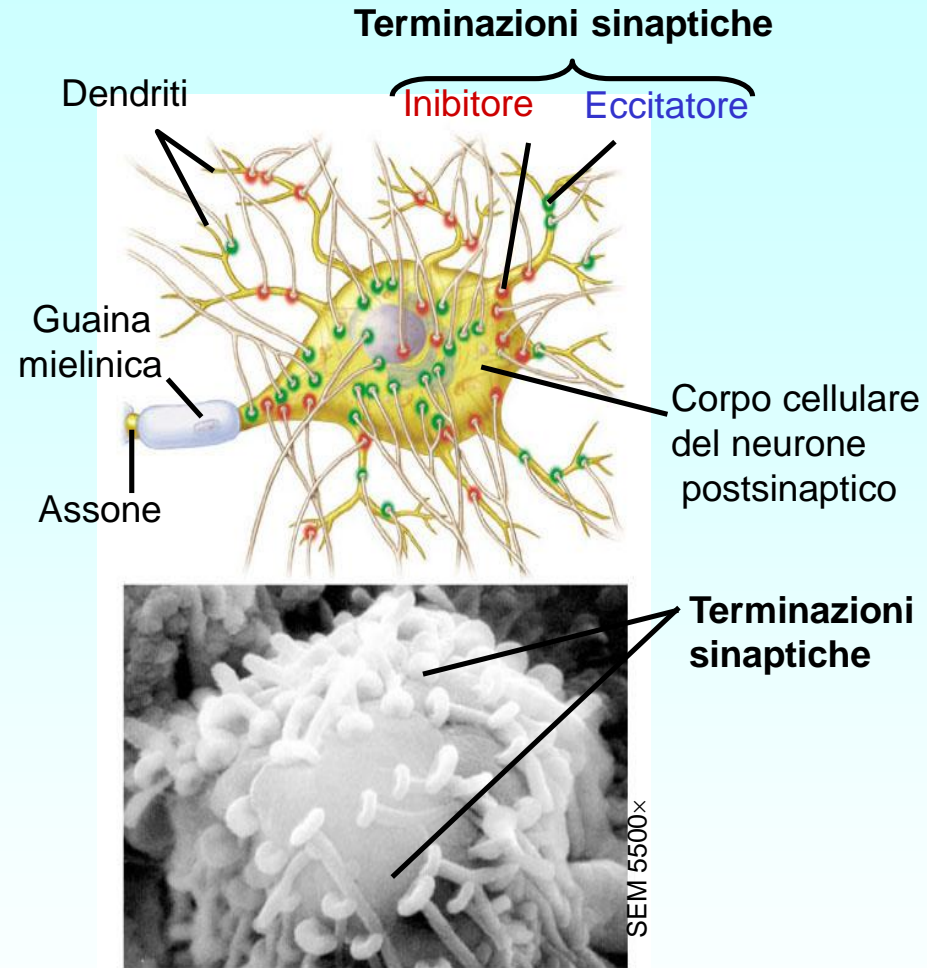 Terminazioni sinaptiche
Dendriti
Inibitore Eccitatore
Guaina
mielinica
Assone
Corpo cellulare
del neurone
postsinaptico
Terminazioni
sinaptiche
SEM 5500×